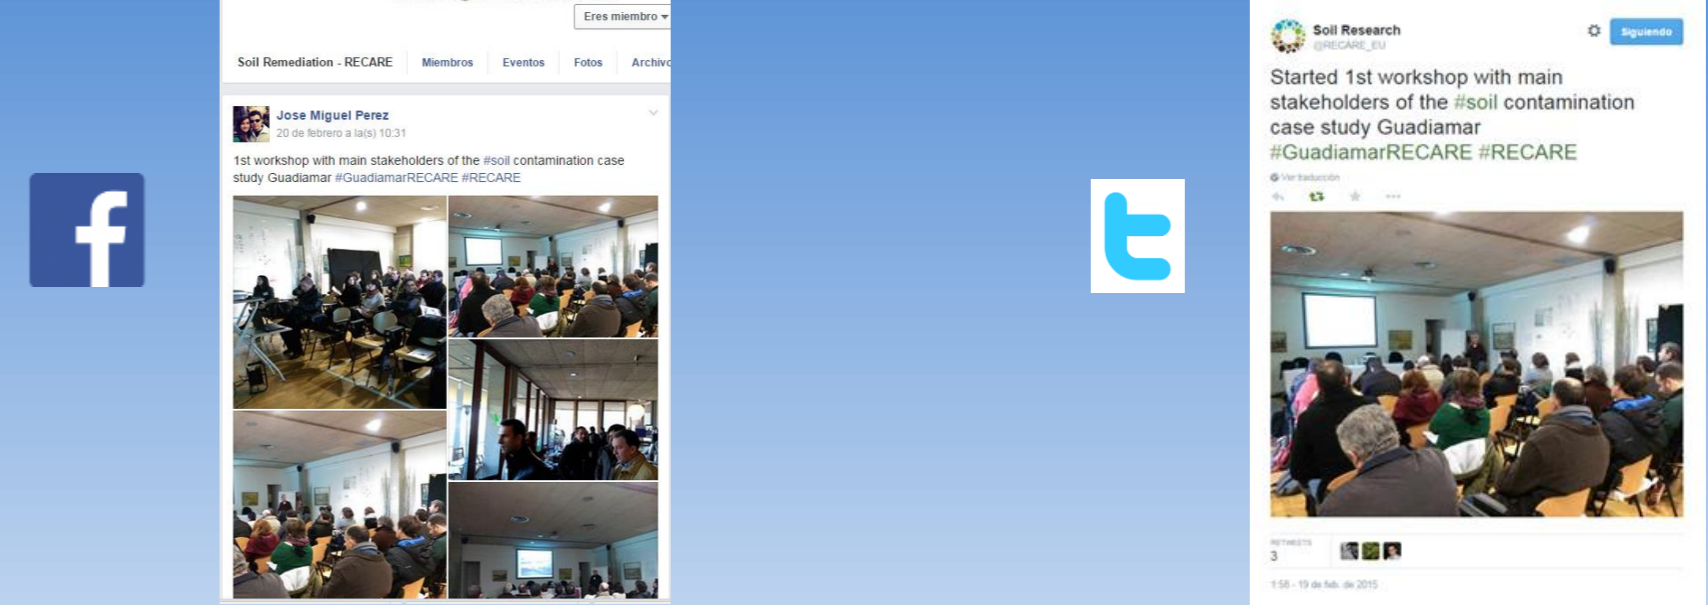 Eres miembro
Soil Remediation - RECARE
Miembros
Eventos
Fotos
Archivo
Jose Miguel Perez
20 de febrero a la(s) 10:31
1st workshop with main stakeholders of the #soil contamination case
study Guadiamar #GuadiamarRECARE #RECARE
Soil Research
@RECARE_EU
Siguiendo
Started 1st workshop with main
stakeholders of the #soil contamination
case study Guadiamar
#GuadiamarRECARE #RECARE
Ver traducción
RETWEETS
3
1:58 - 19 de feb. de 2015